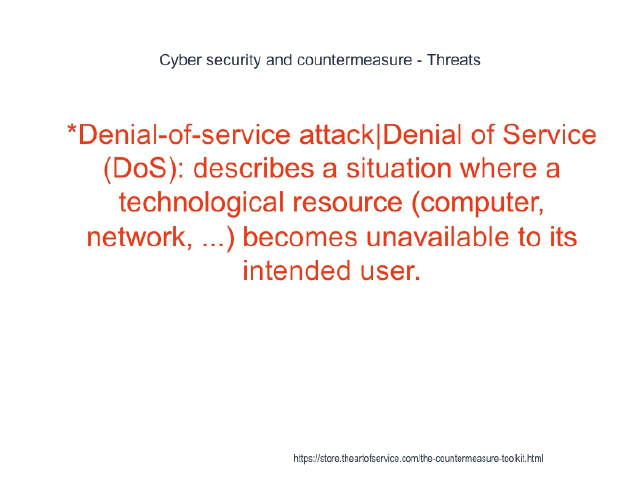 Cyber security and countermeasure - Threats
*Denial-of-service attack|Denial of Service
(DoS): describes a situation where a
technological resource (computer,
network, ...) becomes unavailable to its
intended user.
https://store.theartofservice.com/the-countermeasure-toolkit.html